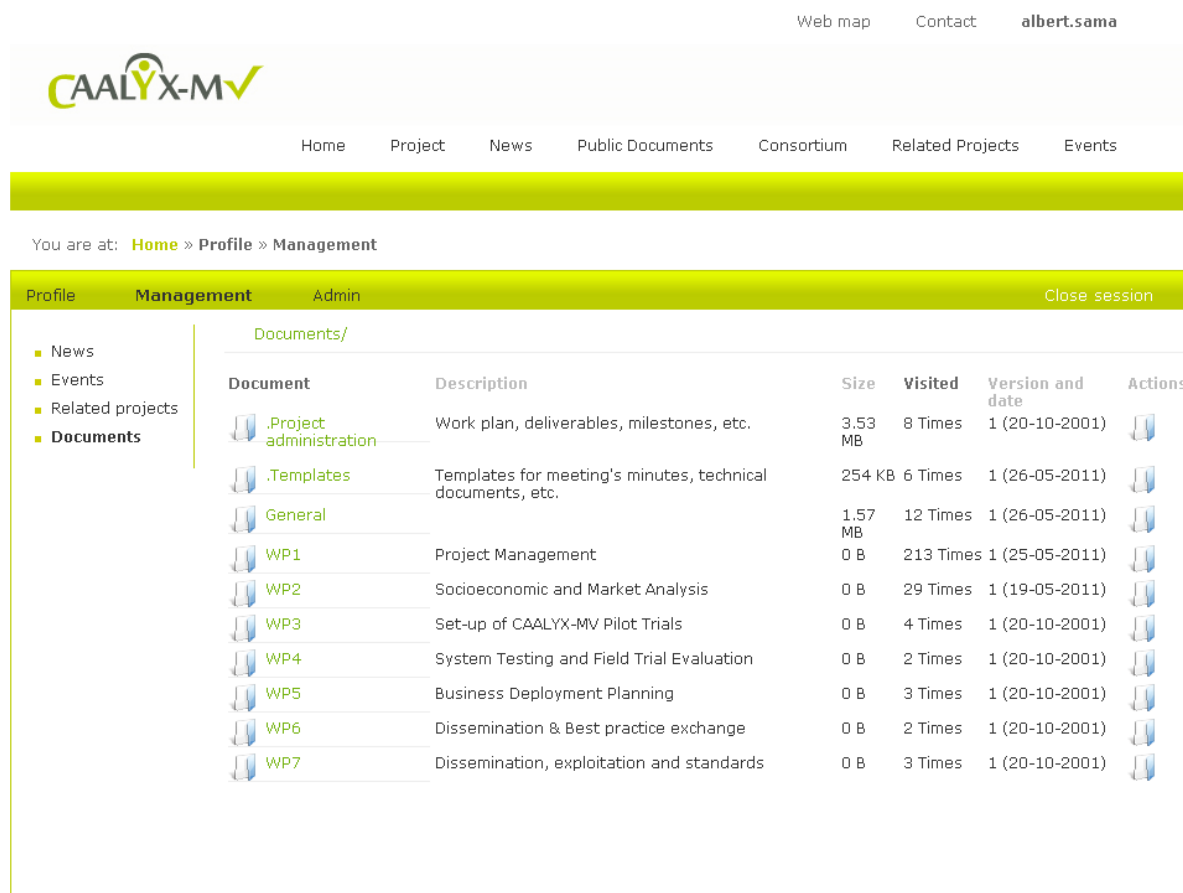 Web map Contact albert.sama
CAALYX-MV
Home Project News Public Documents Consortium Related Projects Events
You are at: Home » Profile » Management
Profile Management Admin Close session
News
Events
Related projects
Documents
Documents/
Document Description Size Visited Version and date Actions
.Project administration Work plan, deliverables, milestones, etc. 3.53 MB 8 Times 1 (20-10-2001)
.Templates Templates for meeting's minutes, technical documents, etc. 254 KB 6 Times 1 (26-05-2011)
General 1.57 MB 12 Times 1 (26-05-2011)
WP1 Project Management 0 B 213 Times 1 (25-05-2011)
WP2 Socioeconomic and Market Analysis 0 B 29 Times 1 (19-05-2011)
WP3 Set-up of CAALYX-MV Pilot Trials 0 B 4 Times 1 (20-10-2001)
WP4 System Testing and Field Trial Evaluation 0 B 2 Times 1 (20-10-2001)
WP5 Business Deployment Planning 0 B 3 Times 1 (20-10-2001)
WP6 Dissemination & Best practice exchange 0 B 2 Times 1 (20-10-2001)
WP7 Dissemination, exploitation and standards 0 B 3 Times 1 (20-10-2001)